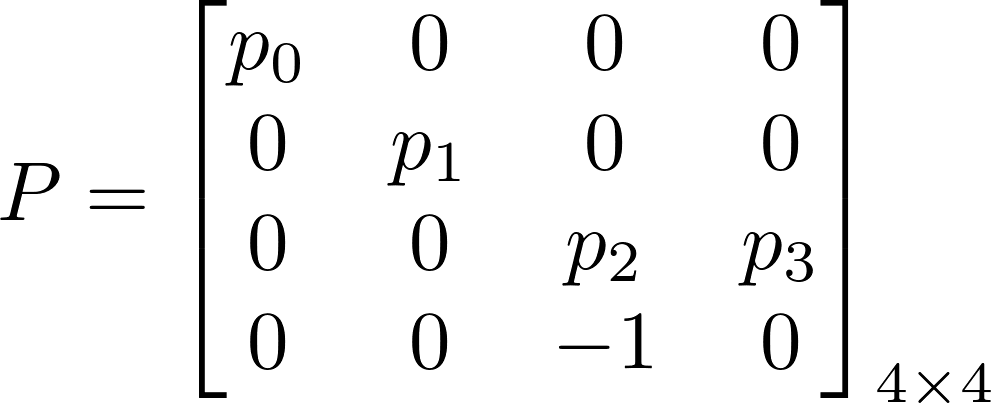 P = [ p₀ 0 0 0
0 p₁ 0 0
0 0 p₂ p₃
0 0 −1 0 ] ₄ₓ₄